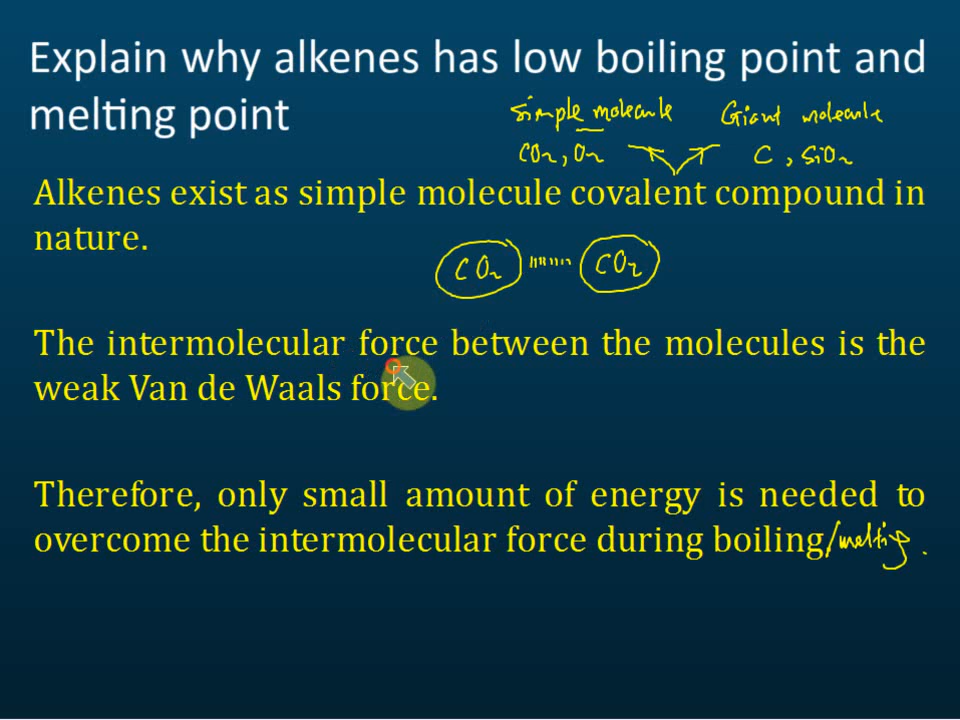 Explain why alkenes has low boiling point and
melting point
Simple molecule Giant molecule
CO₂, O₂ C , SiO₂
Alkenes exist as simple molecule covalent compound in
nature.
CO₂ CO₂
The intermolecular force between the molecules is the
weak Van de Waals force.
Therefore, only small amount of energy is needed to
overcome the intermolecular force during boiling/melting.